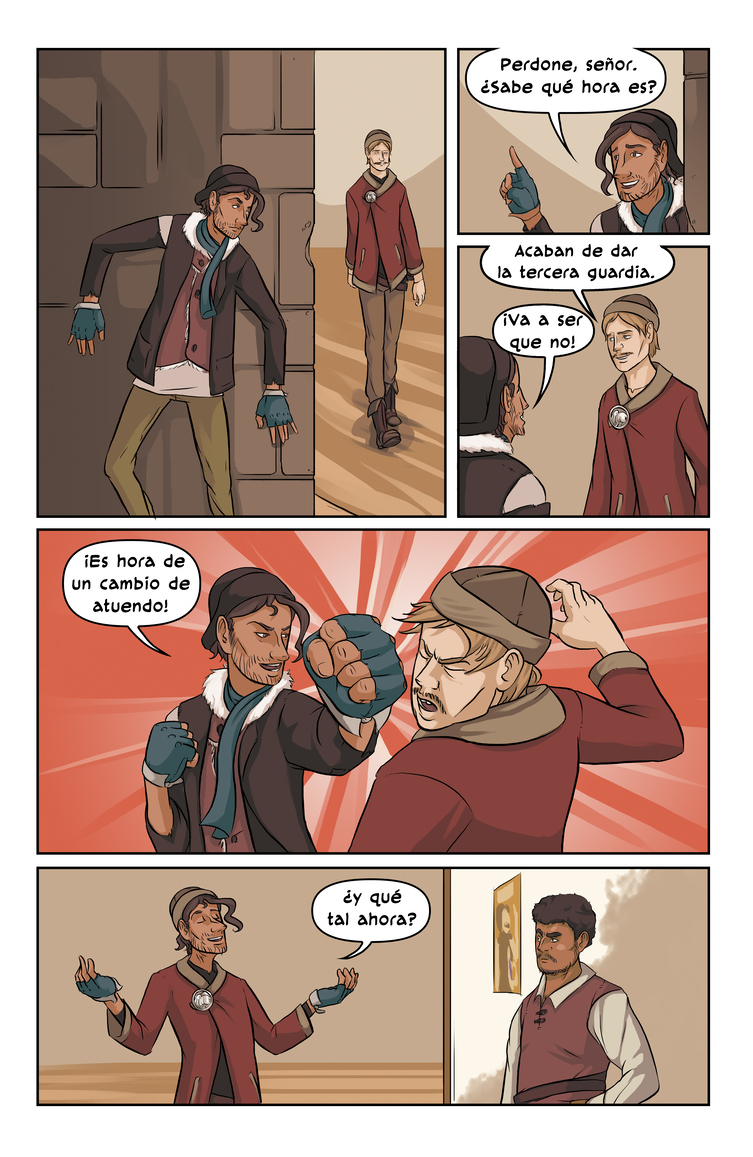 Perdone, señor.
¿Sabe qué hora es?
Acaban de dar
la tercera guardia.
¡Va a ser
que no!
¡Es hora de
un cambio de
atuendo!
¿y qué
tal ahora?